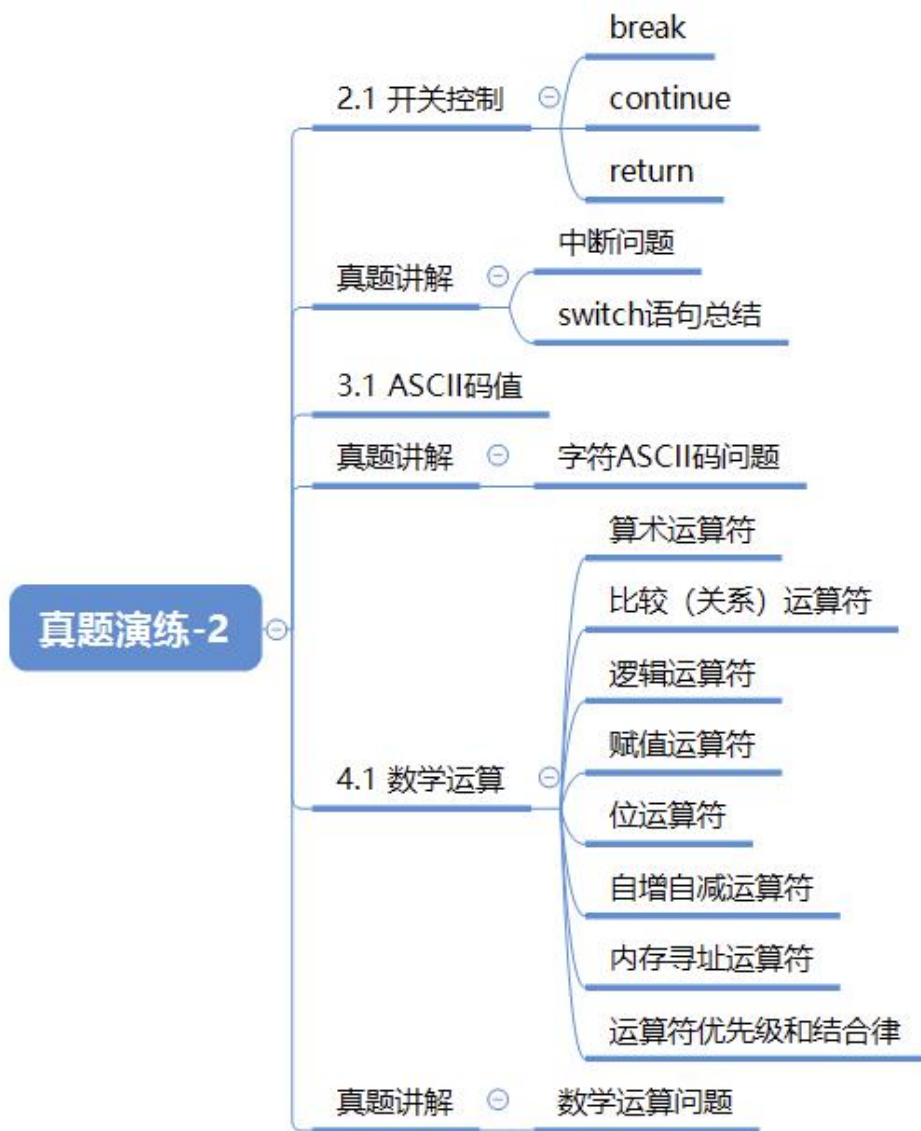 break
2.1 开关控制
continue
return
中断问题
真题讲解
switch语句总结
3.1 ASCII码值
真题讲解
字符ASCII码问题
算术运算符
比较（关系）运算符
真题演练-2
逻辑运算符
赋值运算符
4.1 数学运算
位运算符
自增自减运算符
内存寻址运算符
运算符优先级和结合律
真题讲解
数学运算问题